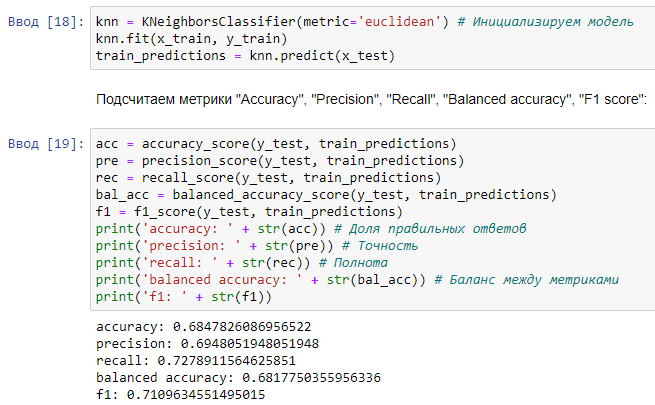 Ввод [18]: knn = KNeighborsClassifier(metric='euclidean') # Инициализируем модель
knn.fit(x_train, y_train)
train_predictions = knn.predict(x_test)
Подсчитаем метрики "Accuracy", "Precision", "Recall", "Balanced accuracy", "F1 score":
Ввод [19]: acc = accuracy_score(y_test, train_predictions)
pre = precision_score(y_test, train_predictions)
rec = recall_score(y_test, train_predictions)
bal_acc = balanced_accuracy_score(y_test, train_predictions)
f1 = f1_score(y_test, train_predictions)
print('accuracy: ' + str(acc)) # Доля правильных ответов
print('precision: ' + str(pre)) # Точность
print('recall: ' + str(rec)) # Полнота
print('balanced accuracy: ' + str(bal_acc)) # Баланс между метриками
print('f1: ' + str(f1))
accuracy: 0.6847826086956522
precision: 0.6948051948051948
recall: 0.7278911564625851
balanced accuracy: 0.6817750355956336
f1: 0.7109634551495015